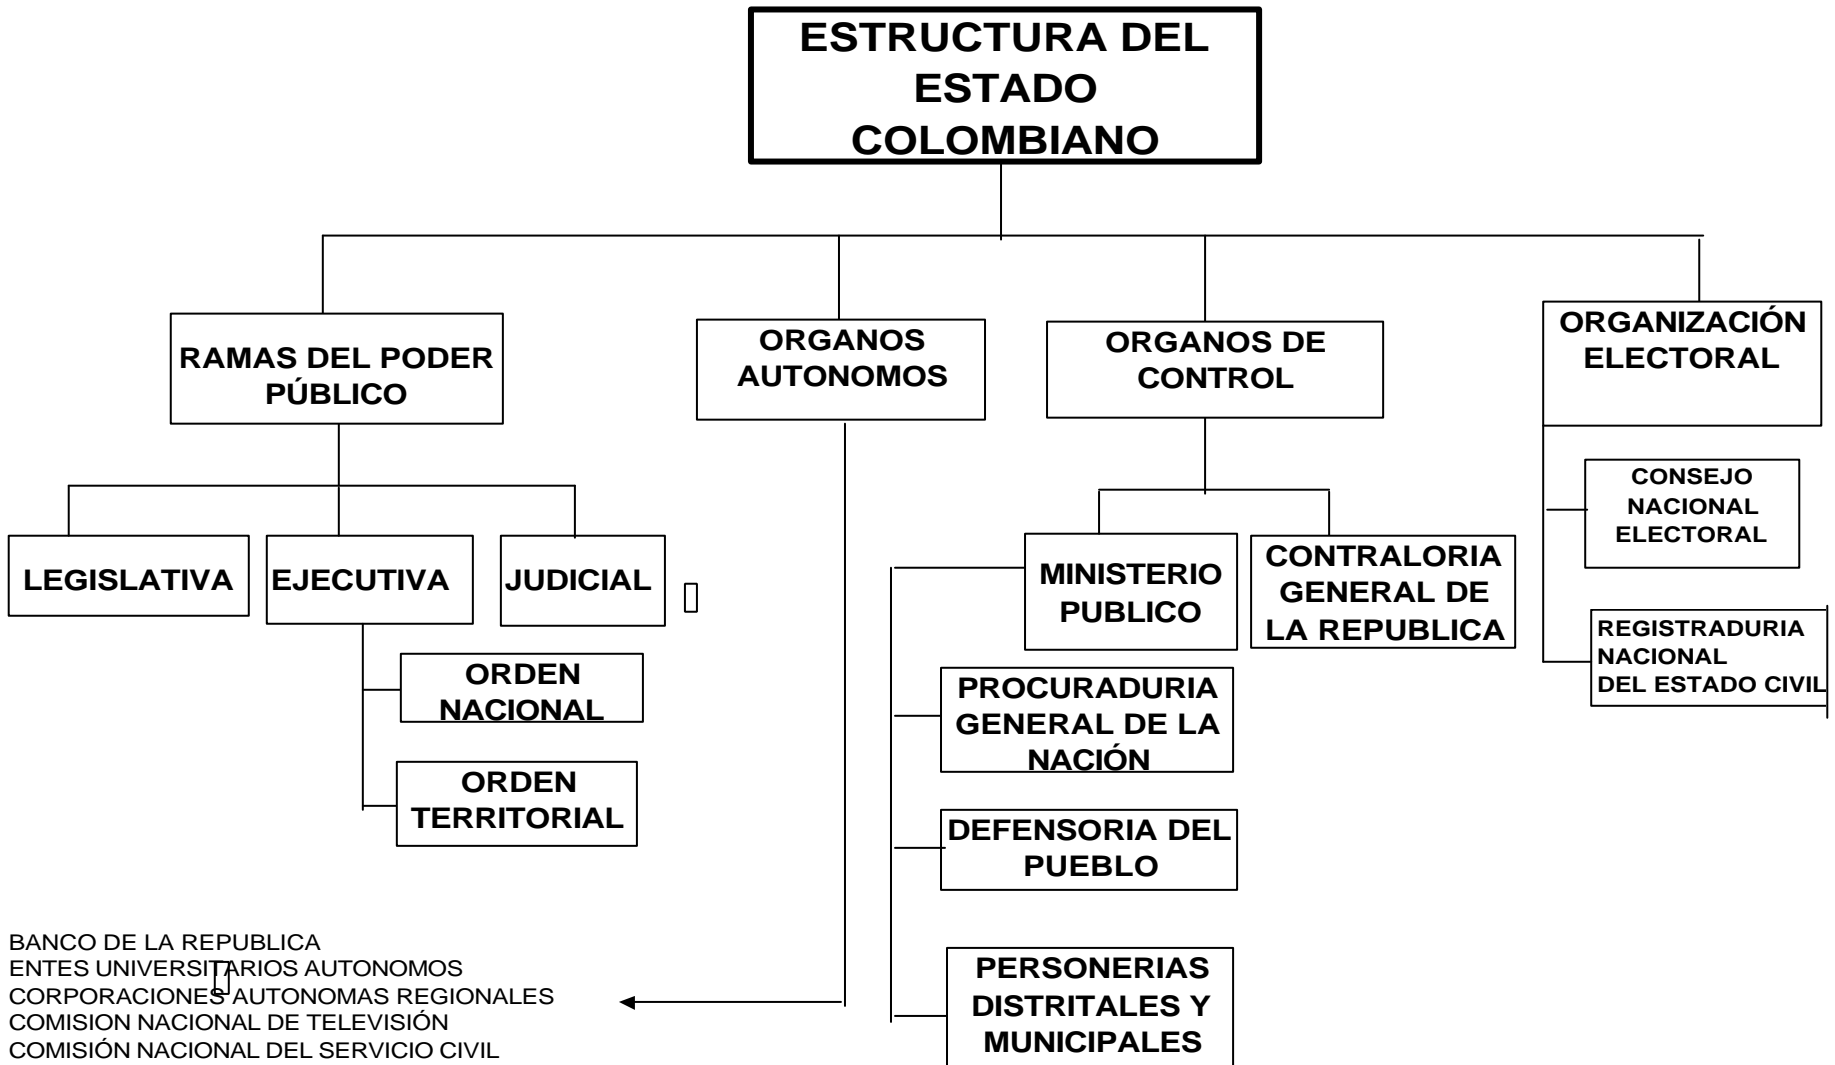 ESTRUCTURA DEL
ESTADO
COLOMBIANO
RAMAS DEL PODER
PÚBLICO
ORGANOS
AUTONOMOS
ORGANOS DE
CONTROL
ORGANIZACIÓN
ELECTORAL
CONSEJO
NACIONAL
ELECTORAL
LEGISLATIVA
EJECUTIVA
JUDICIAL
MINISTERIO
PUBLICO
CONTRALORIA
GENERAL DE
LA REPUBLICA
REGISTRADURIA
NACIONAL
DEL ESTADO CIVIL
ORDEN
NACIONAL
PROCURADURIA
GENERAL DE LA
NACIÓN
ORDEN
TERRITORIAL
DEFENSORIA DEL
PUEBLO
BANCO DE LA REPUBLICA
ENTES UNIVERSITARIOS AUTONOMOS
CORPORACIONES AUTONOMAS REGIONALES
COMISION NACIONAL DE TELEVISIÓN
COMISIÓN NACIONAL DEL SERVICIO CIVIL
PERSONERIAS
DISTRITALES Y
MUNICIPALES